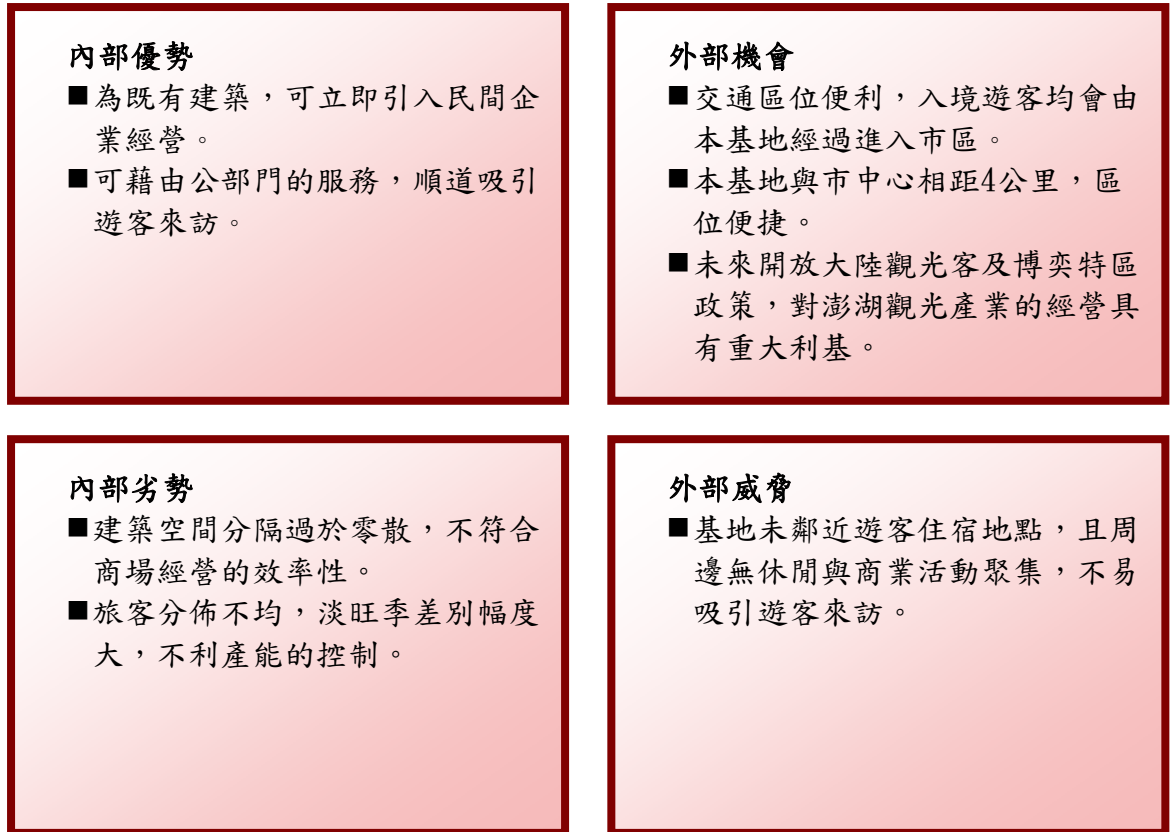 內部優勢
■為既有建築，可立即引入民間企
業經營。
■可藉由公部門的服務，順道吸引
遊客來訪。
外部機會
■交通區位便利，入境遊客均會由
本基地經過進入市區。
■本基地與市中心相距4公里，區
位便捷。
■未來開放大陸觀光客及博奕特區
政策，對澎湖觀光產業的經營具
有重大利基。
內部劣勢
■建築空間分隔過於零散，不符合
商場經營的效率性。
■旅客分佈不均，淡旺季差別幅度
大，不利產能的控制。
外部威脅
■基地未鄰近遊客住宿地點，且周
邊無休閒與商業活動聚集，不易
吸引遊客來訪。